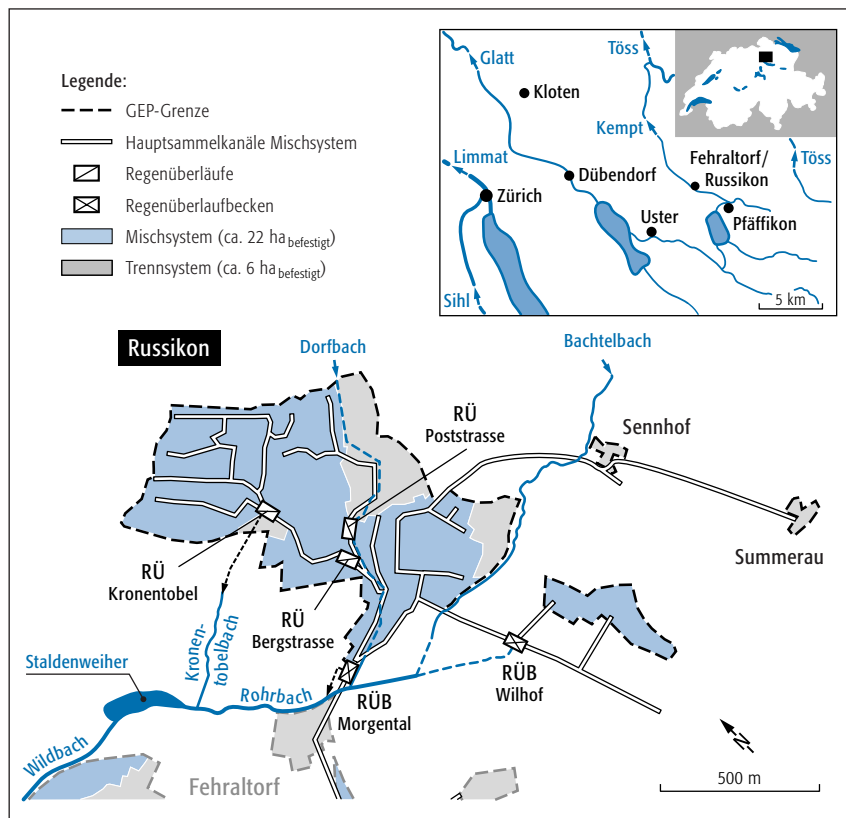 Legende:
GEP-Grenze
Hauptsammelkanäle Mischsystem
Regenüberläufe
Regenüberlaufbecken
Mischsystem (ca. 22 ha befestigt)
Trennsystem (ca. 6 ha befestigt)
Glatt
Töss
Kloten
Kempt
Limmat
Fehraltorf/
Russikon
Töss
Dübendorf
Zürich
Uster
Pfäffikon
Sihl
5 km
Russikon
Dorfbach
Bachtelbach
RÜ
Poststrasse
Sennhof
Summerau
RÜ
Kronentobel
RÜ
Bergstrasse
Kronen-
tobelbach
Staldenweiher
Rohrbach
RÜB
Morgental
RÜB
Wilhof
Wildbach
Fehraltorf
N
500 m